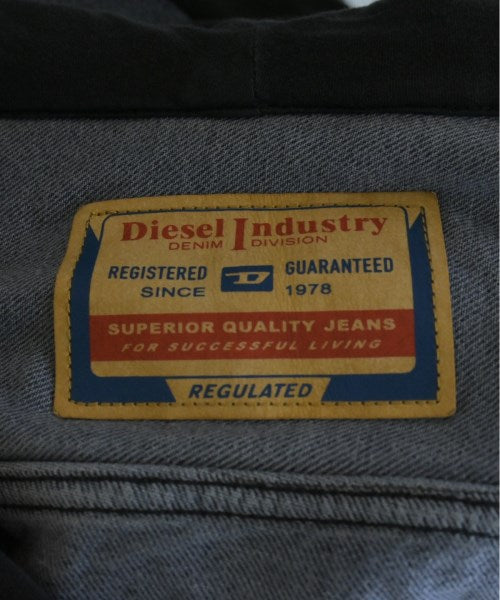 Diesel Industry
DENIM DIVISION
REGISTERED D GUARANTEED
SINCE 1978
SUPERIOR QUALITY JEANS
FOR SUCCESSFUL LIVING
REGULATED